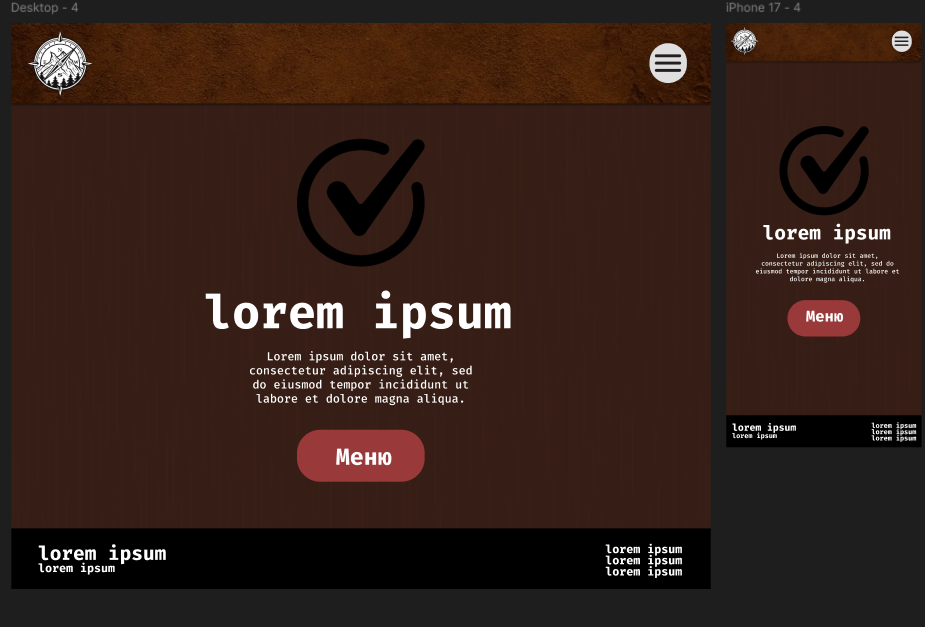 Desktop - 4
lorem ipsum
Lorem ipsum dolor sit amet,
consectetur adipiscing elit, sed
do eiusmod tempor incididunt ut
labore et dolore magna aliqua.
Меню
lorem ipsum
lorem ipsum
lorem ipsum
lorem ipsum
lorem ipsum
iPhone 17 - 4
lorem ipsum
Lorem ipsum dolor sit amet,
consectetur adipiscing elit, sed do
eiusmod tempor incididunt ut labore et
dolore magna aliqua.
Меню
lorem ipsum
lorem ipsum
lorem ipsum
lorem ipsum
lorem ipsum